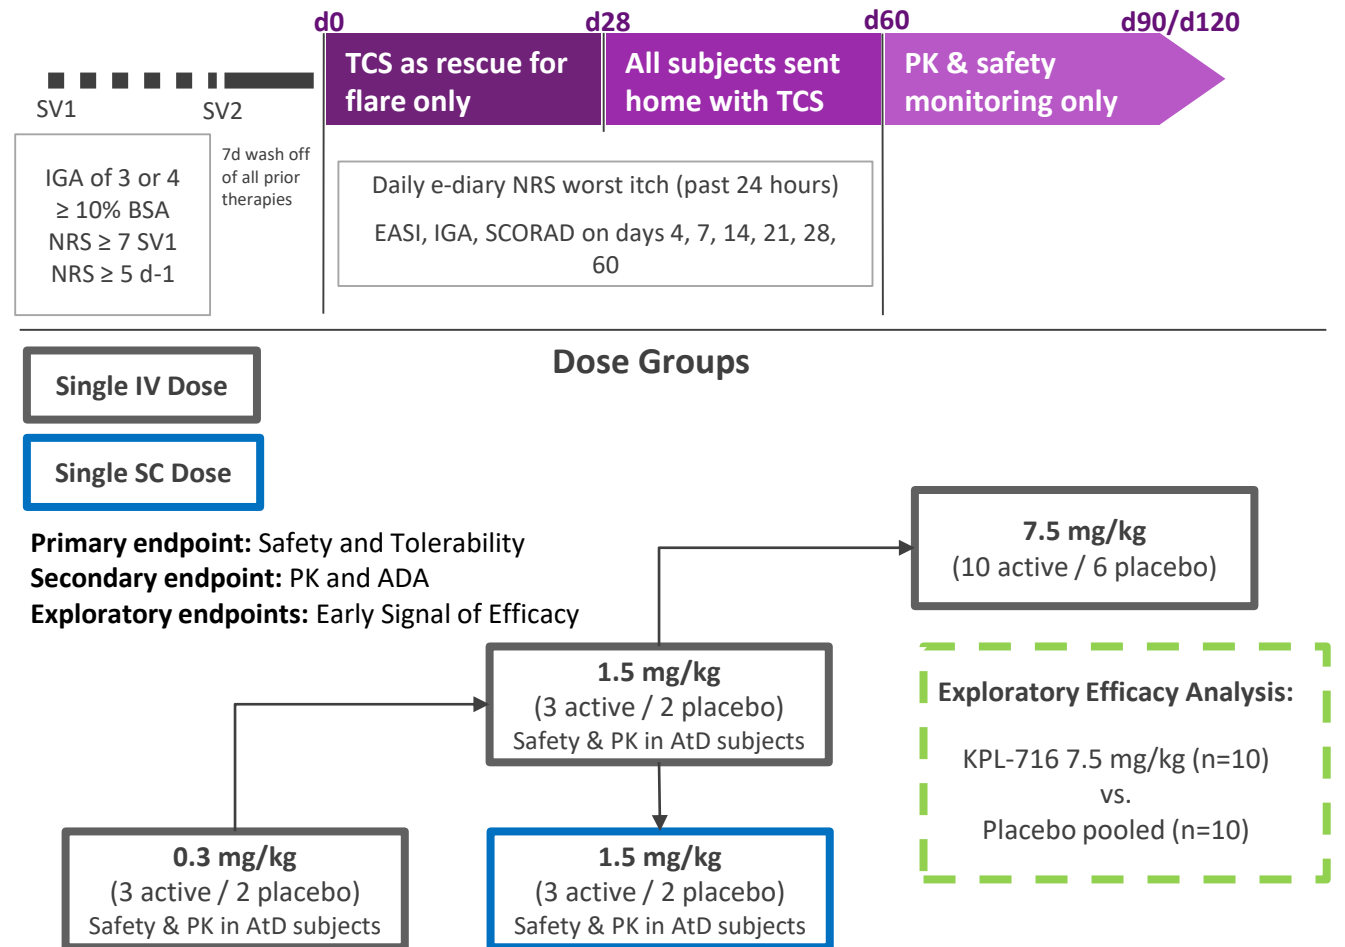 d0
d28
d60
d90/d120
TCS as rescue for
flare only
All subjects sent
home with TCS
PK & safety
monitoring only
SV1
SV2
7d wash off
of all prior
therapies
IGA of 3 or 4
≥ 10% BSA
NRS ≥ 7 SV1
NRS ≥ 5 d-1
Daily e-diary NRS worst itch (past 24 hours)
EASI, IGA, SCORAD on days 4, 7, 14, 21, 28,
60
Dose Groups
Single IV Dose
Single SC Dose
Primary endpoint: Safety and Tolerability
Secondary endpoint: PK and ADA
Exploratory endpoints: Early Signal of Efficacy
7.5 mg/kg
(10 active / 6 placebo)
1.5 mg/kg
(3 active / 2 placebo)
Safety & PK in AtD subjects
Exploratory Efficacy Analysis:
KPL-716 7.5 mg/kg (n=10)
vs.
Placebo pooled (n=10)
0.3 mg/kg
(3 active / 2 placebo)
Safety & PK in AtD subjects
1.5 mg/kg
(3 active / 2 placebo)
Safety & PK in AtD subjects